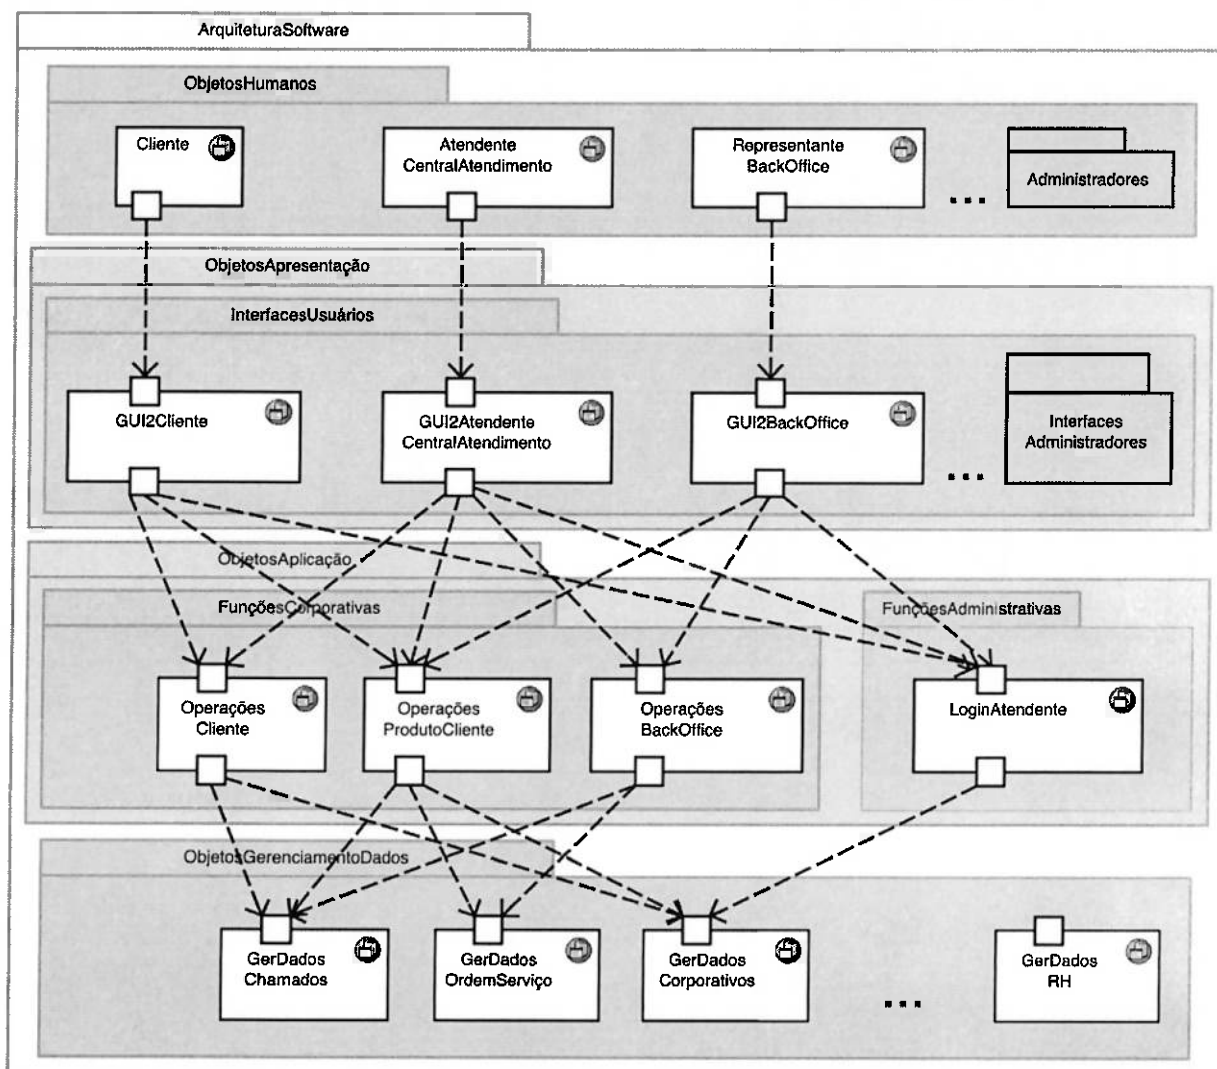 ArquiteturaSoftware
ObjetosHumanos
Cliente
Atendente
CentralAtendimento
Representante
BackOffice
...
Administradores
ObjetosApresentação
InterfacesUsuários
GUI2Cliente
GUI2Atendente
CentralAtendimento
GUI2BackOffice
...
Interfaces
Administradores
ObjetosAplicação
FunçõesCorporativas
FunçõesAdministrativas
Operações
Cliente
Operações
ProdutoCliente
Operações
BackOffice
LoginAtendente
ObjetosGerenciamentoDados
GerDados
Chamados
GerDados
OrdemServiço
GerDados
Corporativos
...
GerDados
RH